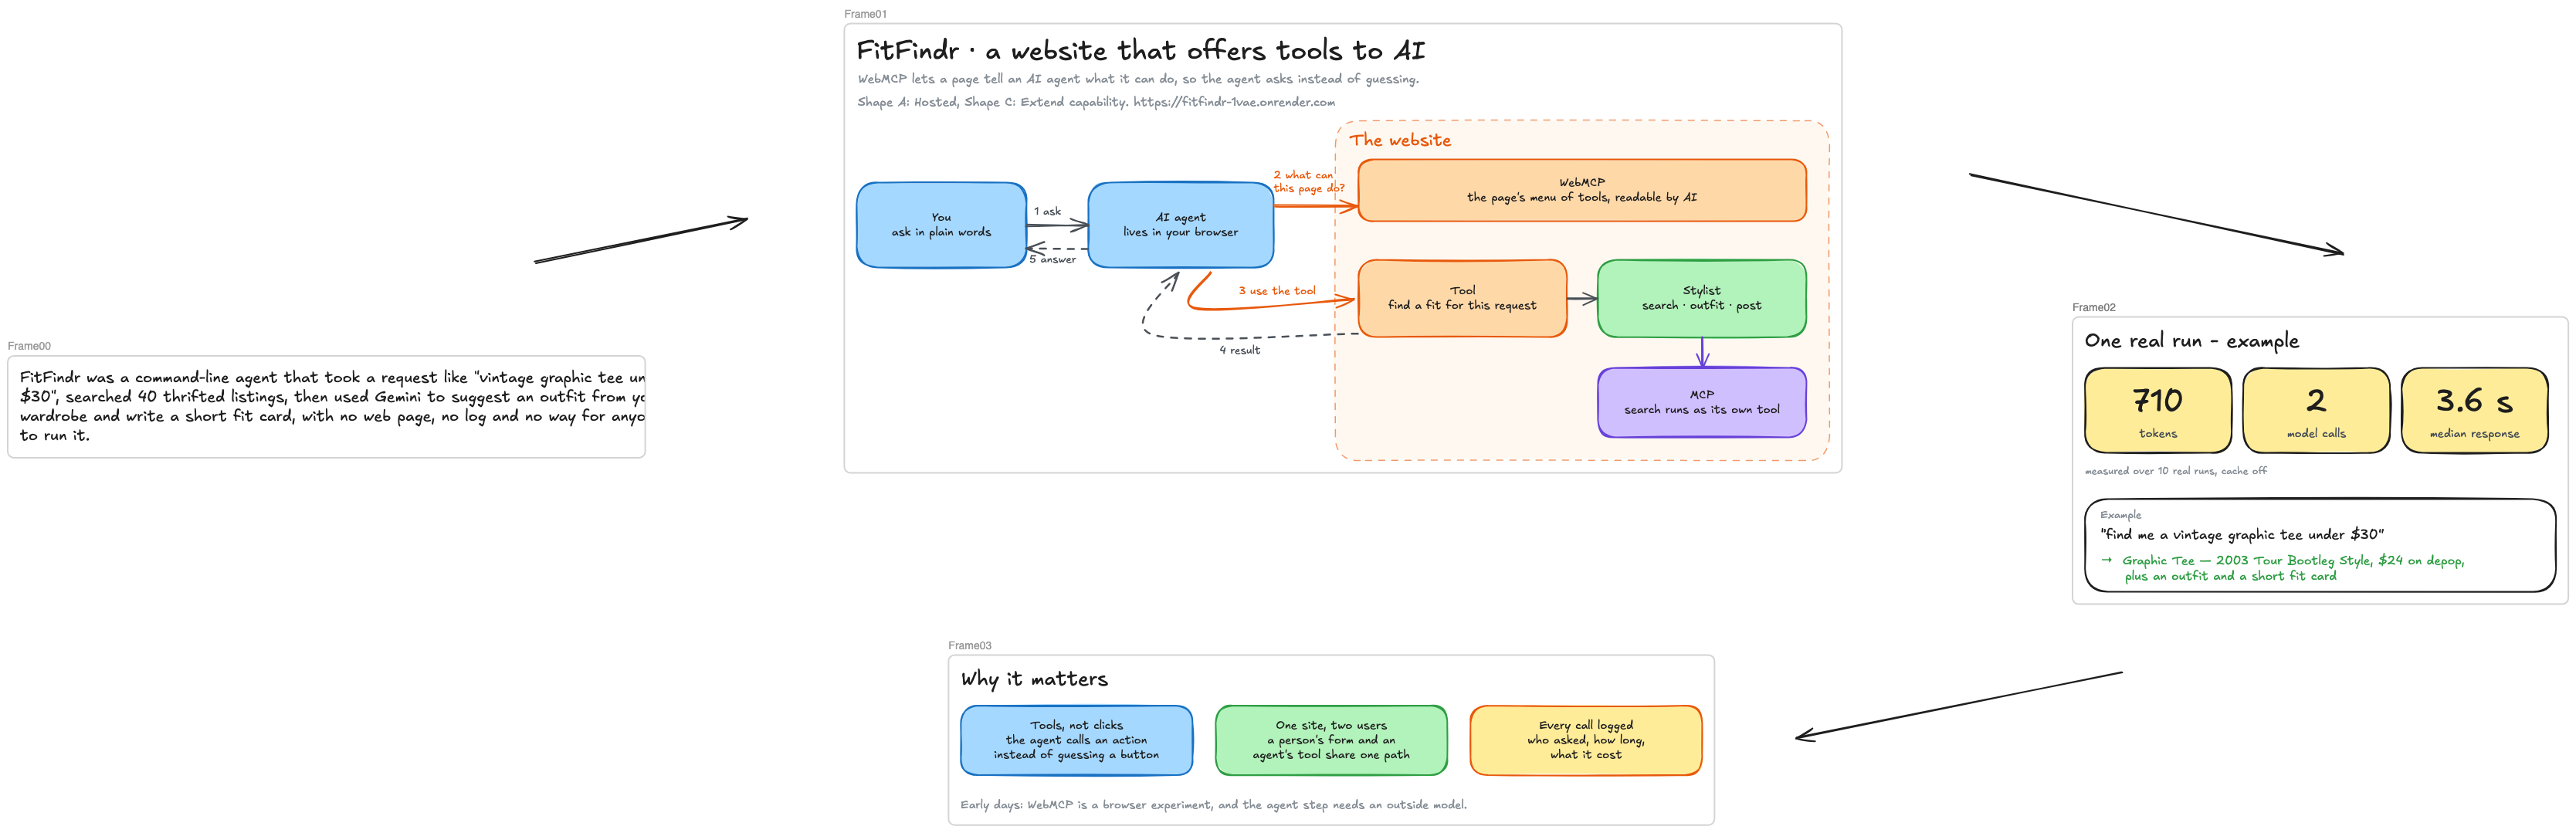 Frame00
FitFindr was a command-line agent that took a request like "vintage graphic tee un
$30", searched 40 thrifted listings, then used Gemini to suggest an outfit from yo
wardrobe and write a short fit card, with no web page, no log and no way for anyo
to run it.
Frame01
FitFindr · a website that offers tools to AI
WebMCP lets a page tell an AI agent what it can do, so the agent asks instead of guessing.
Shape A: Hosted, Shape C: Extend capability. https://fitfindr-1vae.onrender.com
You
ask in plain words
1 ask
5 answer
AI agent
lives in your browser
2 what can
this page do?
3 use the tool
4 result
The website
WebMCP
the page's menu of tools, readable by AI
Tool
find a fit for this request
Stylist
search · outfit · post
MCP
search runs as its own tool
Frame02
One real run - example
710
tokens
2
model calls
3.6 s
median response
measured over 10 real runs, cache off
Example
"find me a vintage graphic tee under $30"
→ Graphic Tee — 2003 Tour Bootleg Style, $24 on depop,
plus an outfit and a short fit card
Frame03
Why it matters
Tools, not clicks
the agent calls an action
instead of guessing a button
One site, two users
a person's form and an
agent's tool share one path
Every call logged
who asked, how long,
what it cost
Early days: WebMCP is a browser experiment, and the agent step needs an outside model.